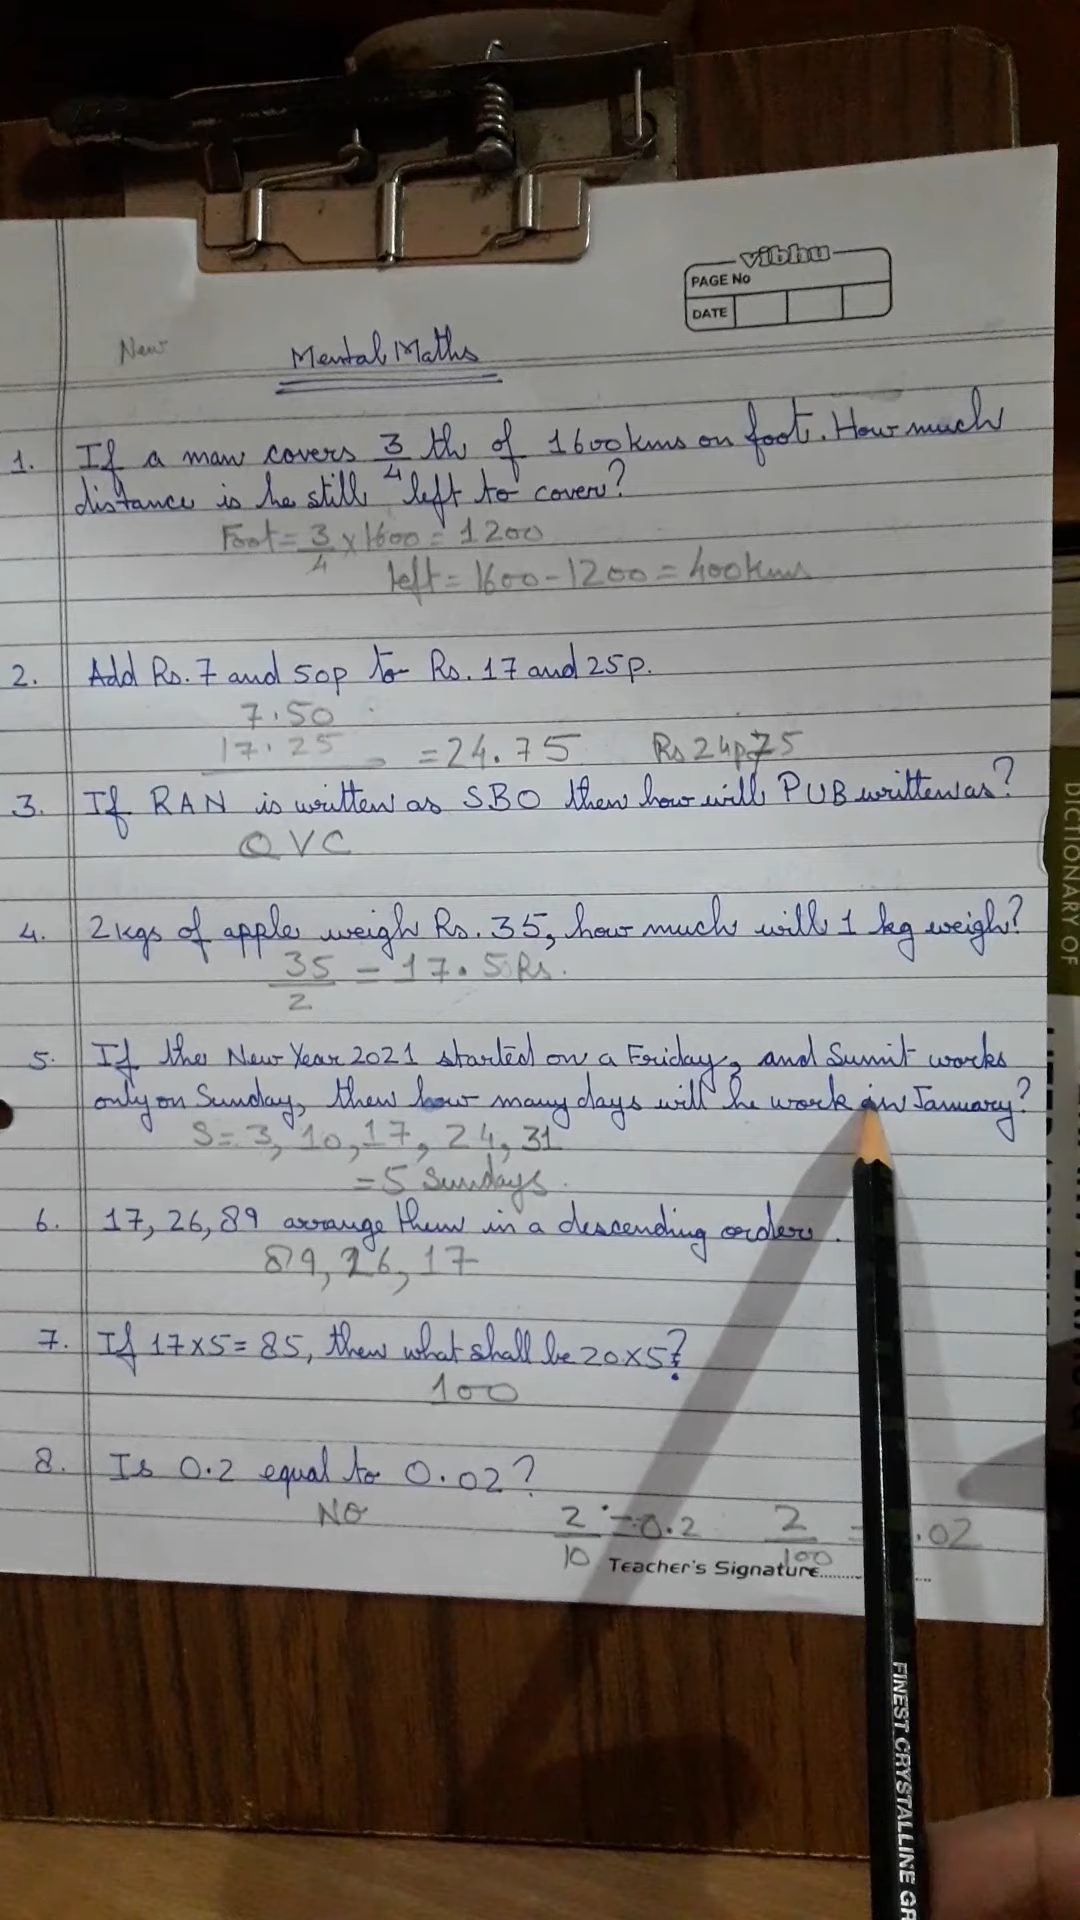 vibhu
PAGE No
DATE
New
Mental Maths
1. If a man covers 3/4 th of 1600kms on foot. How much
distance is he still left to cover?
Foot = 3/4 x 1600 = 1200
left = 1600 - 1200 = 400kms
2. Add Rs. 7 and 50p to Rs. 17 and 25p.
7.50
17.25 = 24.75 Rs 24p75
3. If RAN is written as SBO then how will PUB written as?
QVC
4. 2kgs of apple weigh Rs. 35, how much will 1 kg weigh?
35/2 - 17.5 Rs.
5. If the New Year 2021 started on a Friday, and Sumit works
only on Sunday, then how many days will he work in January?
S = 3, 10, 17, 24, 31
= 5 Sundays.
6. 17, 26, 89 arrange them in a descending order.
89, 26, 17
7. If 17x5 = 85, then what shall be 20x5?
100
8. Is 0.2 equal to 0.02?
NO 2/10 = 0.2 2/100 = .02
Teacher's Signature
DICTIONARY OF
FINEST CRYSTALLINE GR